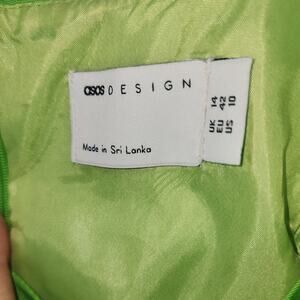 asos DESIGN
Made in Sri Lanka
UK 14
EU 42
US 10